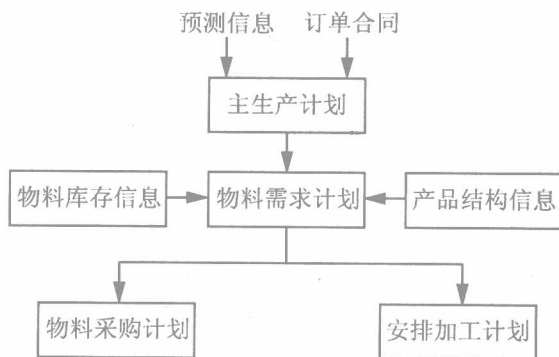 预测信息 订单合同
主生产计划
物料库存信息 物料需求计划 产品结构信息
物料采购计划 安排加工计划